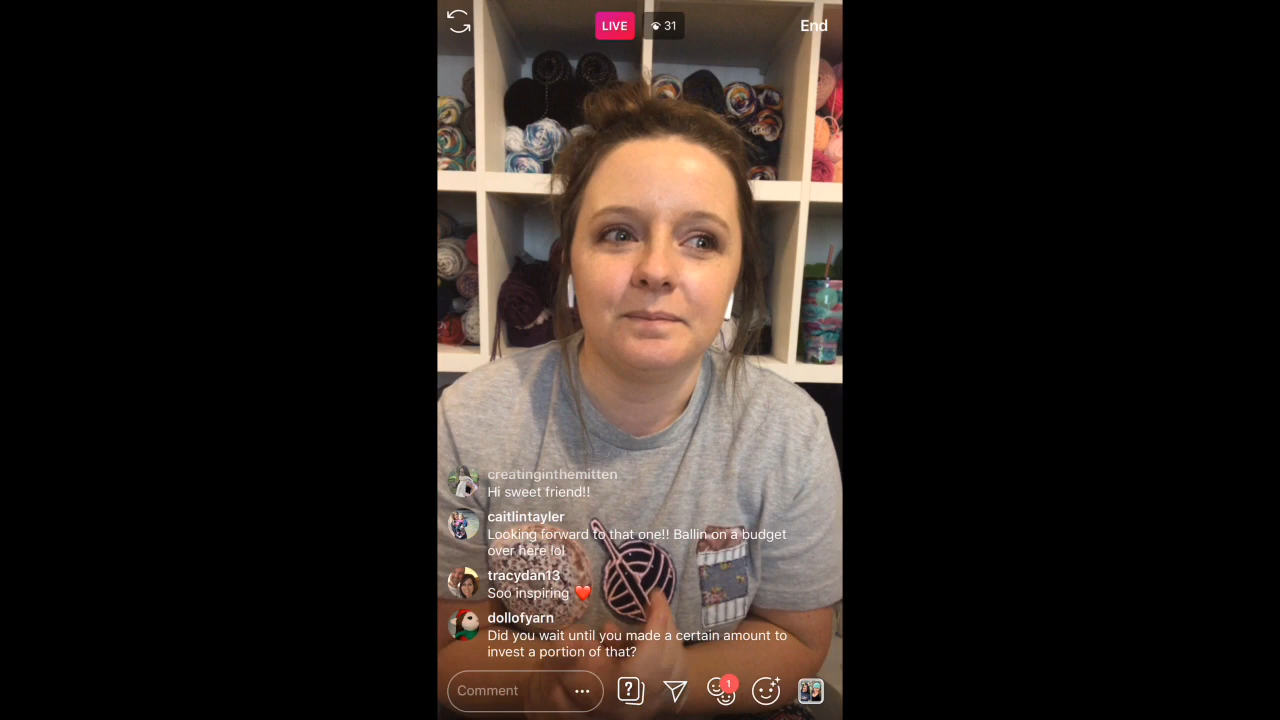 LIVE
31
End
creatinginthemitten
Hi sweet friend!!
caitlintayler
Looking forward to that one!! Ballin on a budget
over here lol
tracydan13
Soo inspiring ❤️
dollofyarn
Did you wait until you made a certain amount to
invest a portion of that?
Comment
1